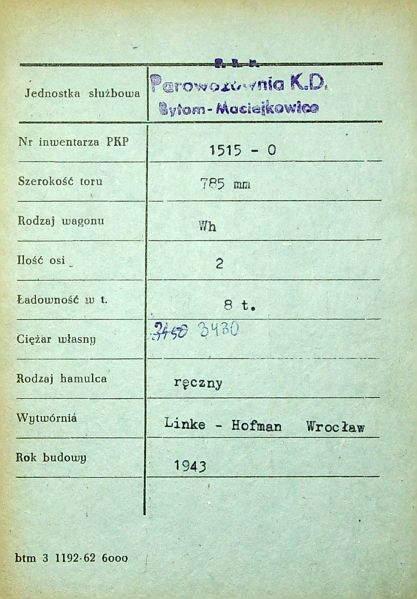 P. K. P.
Jednostka służbowa Parowozownia K.D.
Bytom-Maciejkowice
Nr inwentarza PKP 1515 - 0
Szerokość toru 785 mm
Rodzaj wagonu Wh
Ilość osi 2
Ładowność w t. 8 t.
Ciężar własny 3450 3430
Rodzaj hamulca ręczny
Wytwórnia Linke - Hofman Wrocław
Rok budowy 1943
btm 3 1192-62 6000